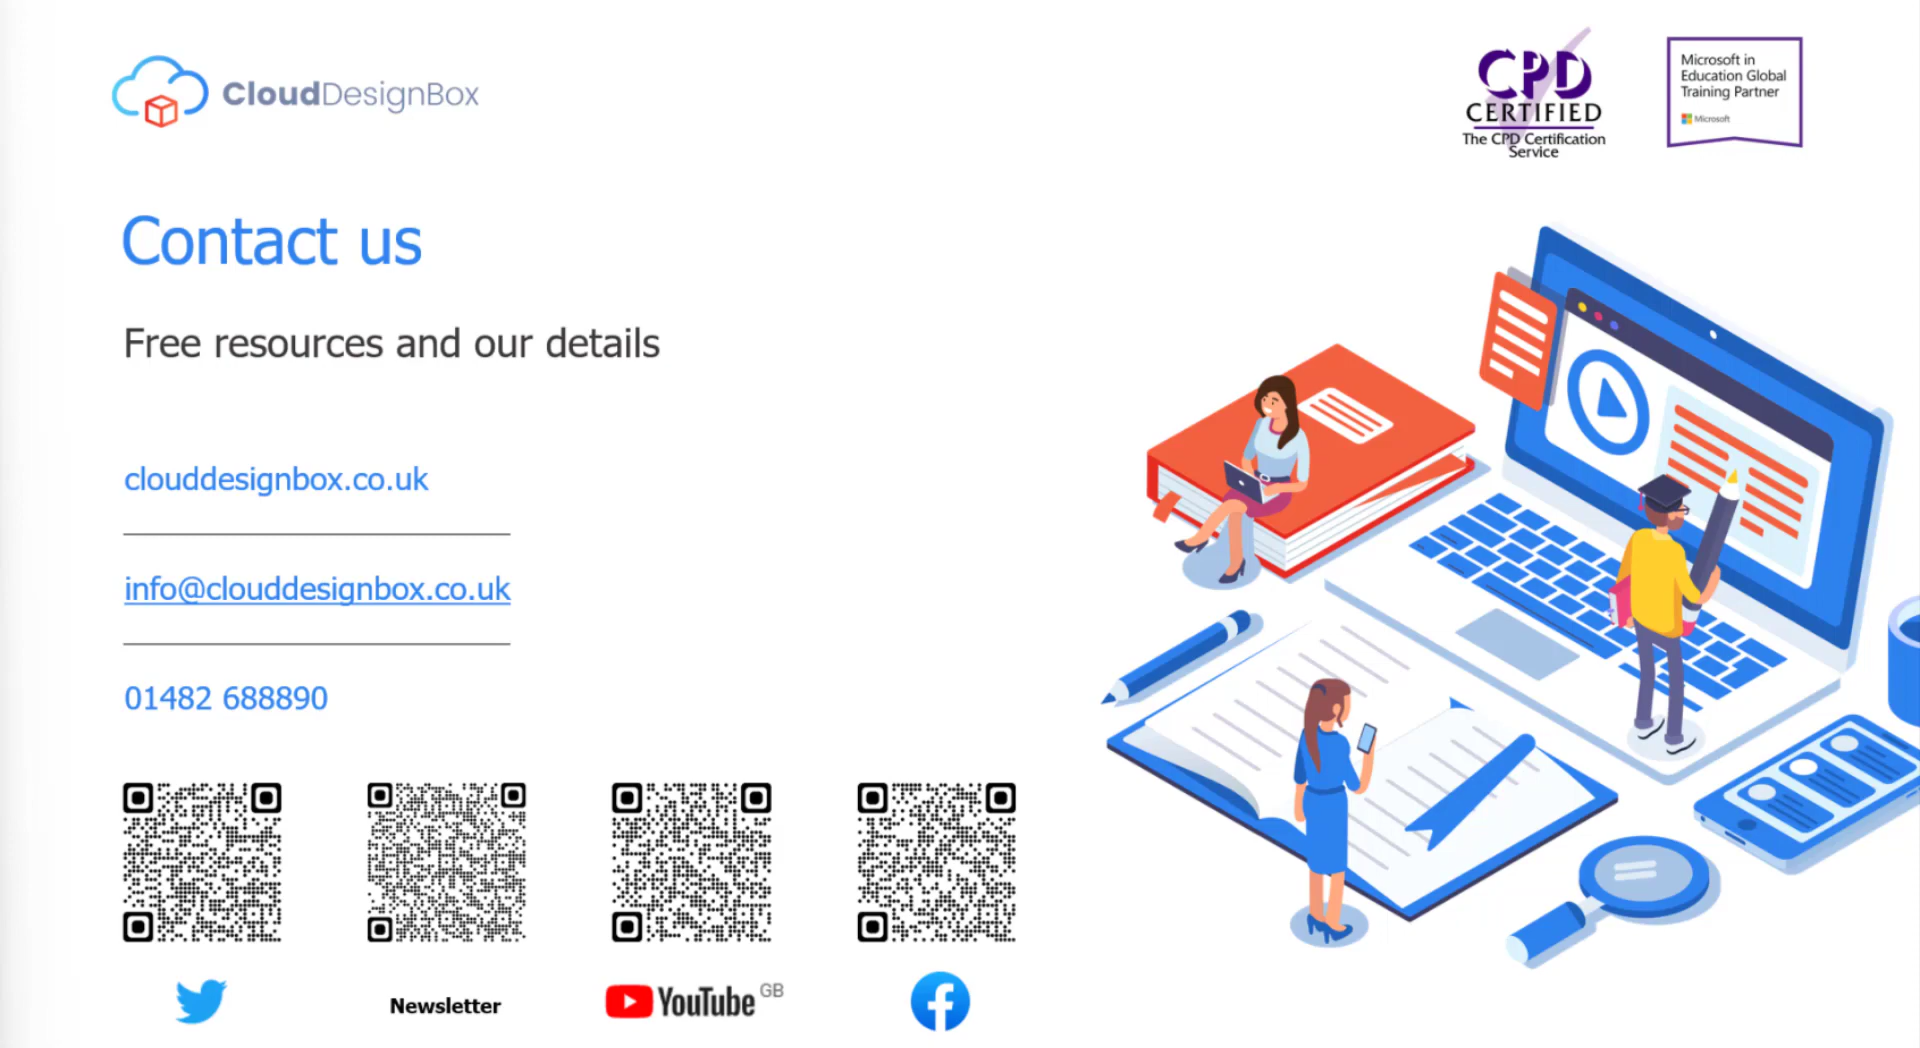 CloudDesignBox
CPD
CERTIFIED
The CPD Certification
Service
Microsoft in
Education Global
Training Partner
Microsoft
Contact us
Free resources and our details
clouddesignbox.co.uk
info@clouddesignbox.co.uk
01482 688890
Newsletter
YouTube GB